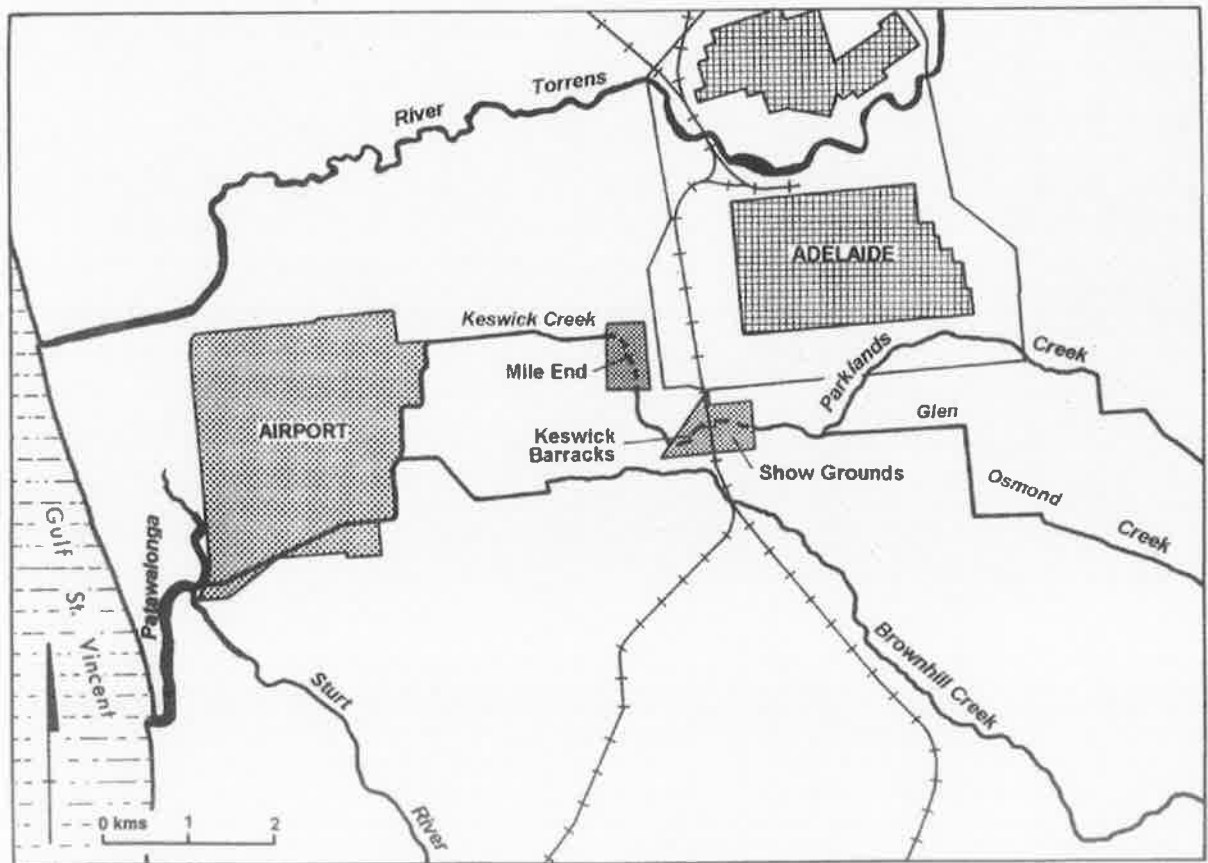 River
Torrens
ADELAIDE
Keswick Creek
Mile End
Parklands
Creek
Glen
Osmond
Creek
AIRPORT
Keswick
Barracks
Show Grounds
Patawalonga
Gulf
St.
Vincent
Sturt
River
Brownhill Creek
0 kms 1 2